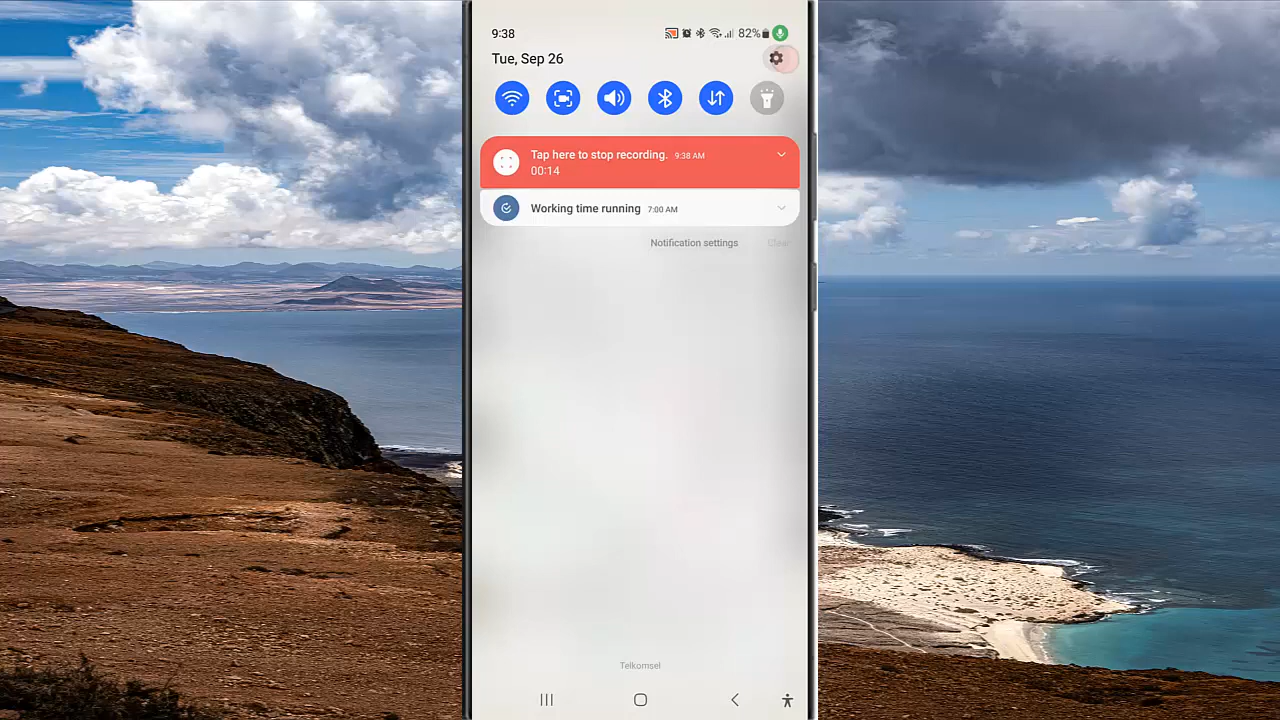 9:38
82%
Tue, Sep 26
Tap here to stop recording. 9:38 AM
00:14
Working time running 7:00 AM
Notification settings Clear
Telkomsel